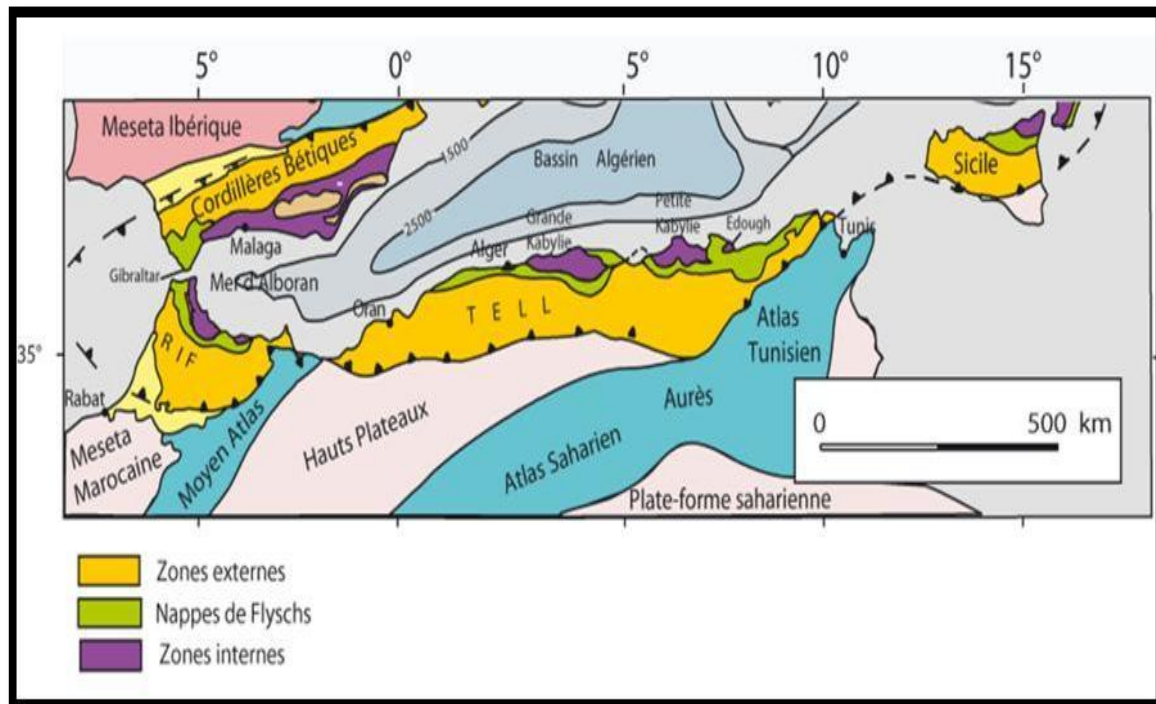 5° 0° 5° 10° 15°
Meseta Ibérique
Cordillères Bétiques
1500
Bassin Algérien
Sicile
2500
Petite
Grande
Kabylie
Edough
Tunis
Malaga
Alger
Kabylie
Gibraltar
Mer d'Alboran
Oran
TELL
RIF
Atlas
Tunisien
35°
Rabat
Aurès
0 500 km
Meseta
Marocaine
Moyen Atlas
Hauts Plateaux
Atlas Saharien
Plate-forme saharienne
Zones externes
Nappes de Flyschs
Zones internes